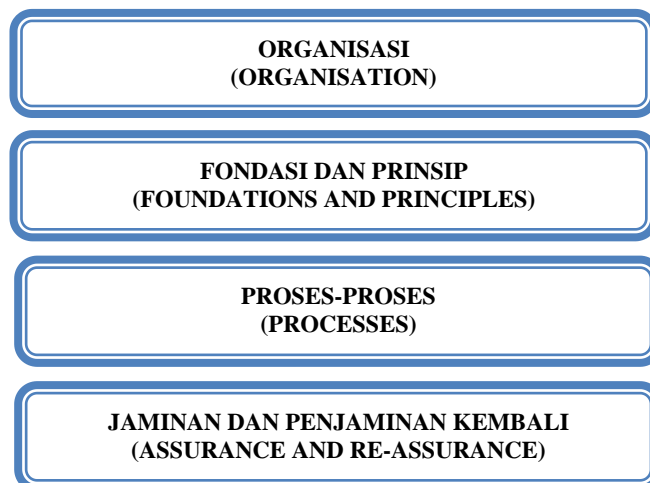 ORGANISASI
(ORGANISATION)
FONDASI DAN PRINSIP
(FOUNDATIONS AND PRINCIPLES)
PROSES-PROSES
(PROCESSES)
JAMINAN DAN PENJAMINAN KEMBALI
(ASSURANCE AND RE-ASSURANCE)